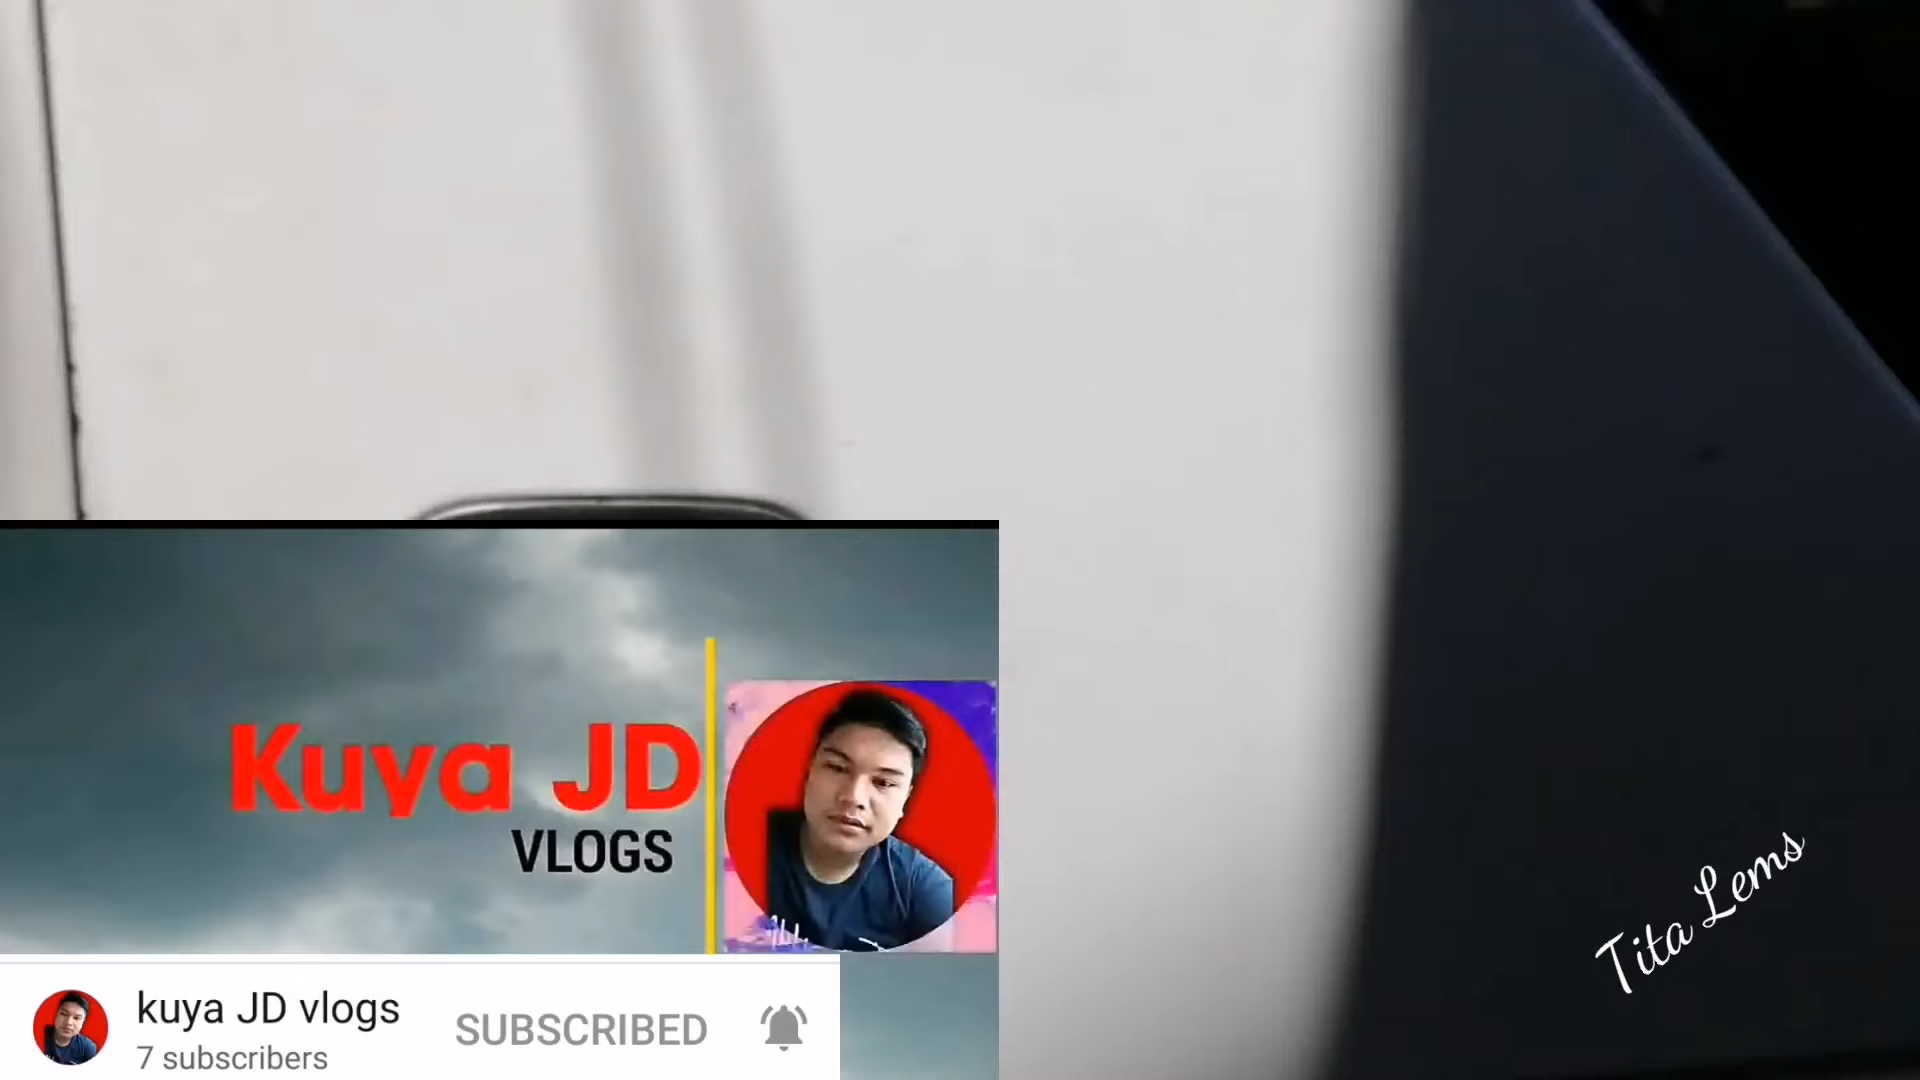 Kuya JD
VLOGS
kuya JD vlogs
SUBSCRIBED
7 subscribers
Tita Lems